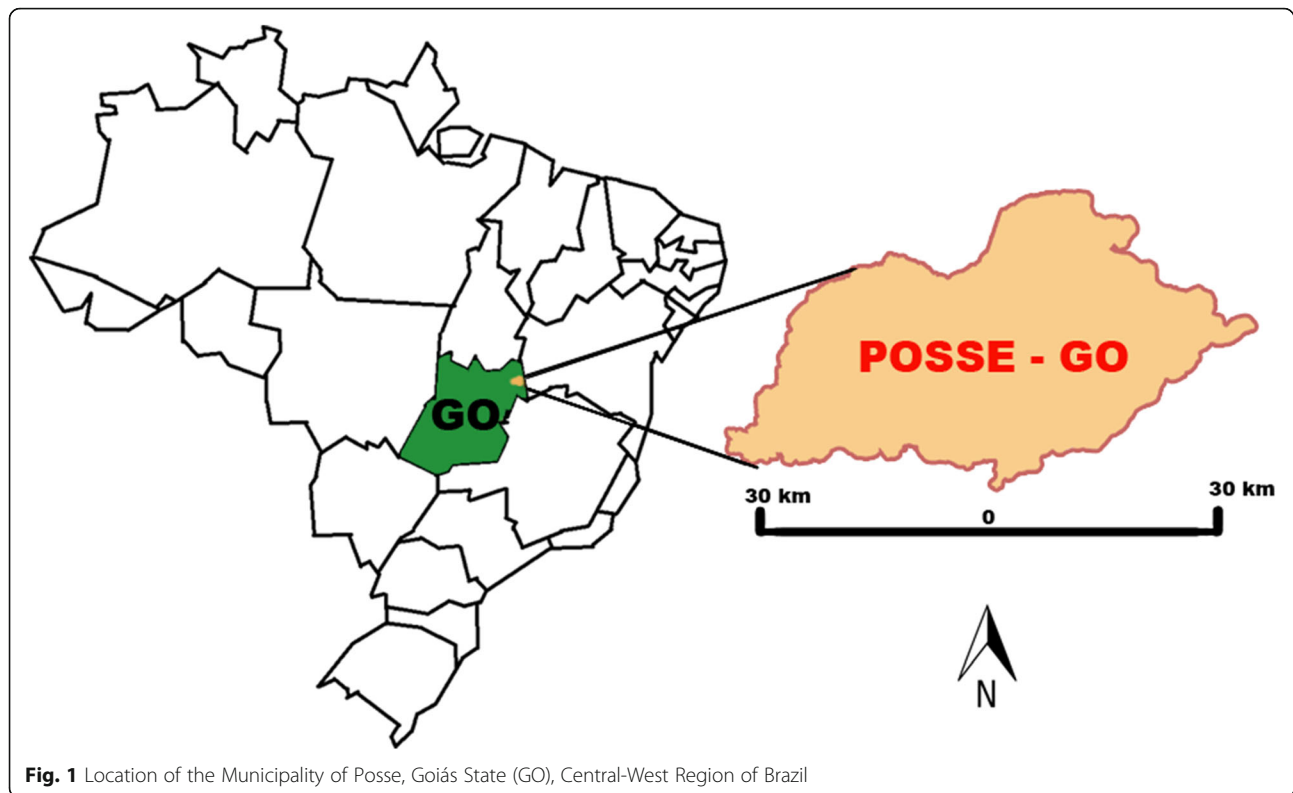 GO
POSSE - GO
30 km
0
30 km
N
Fig. 1 Location of the Municipality of Posse, Goiás State (GO), Central-West Region of Brazil